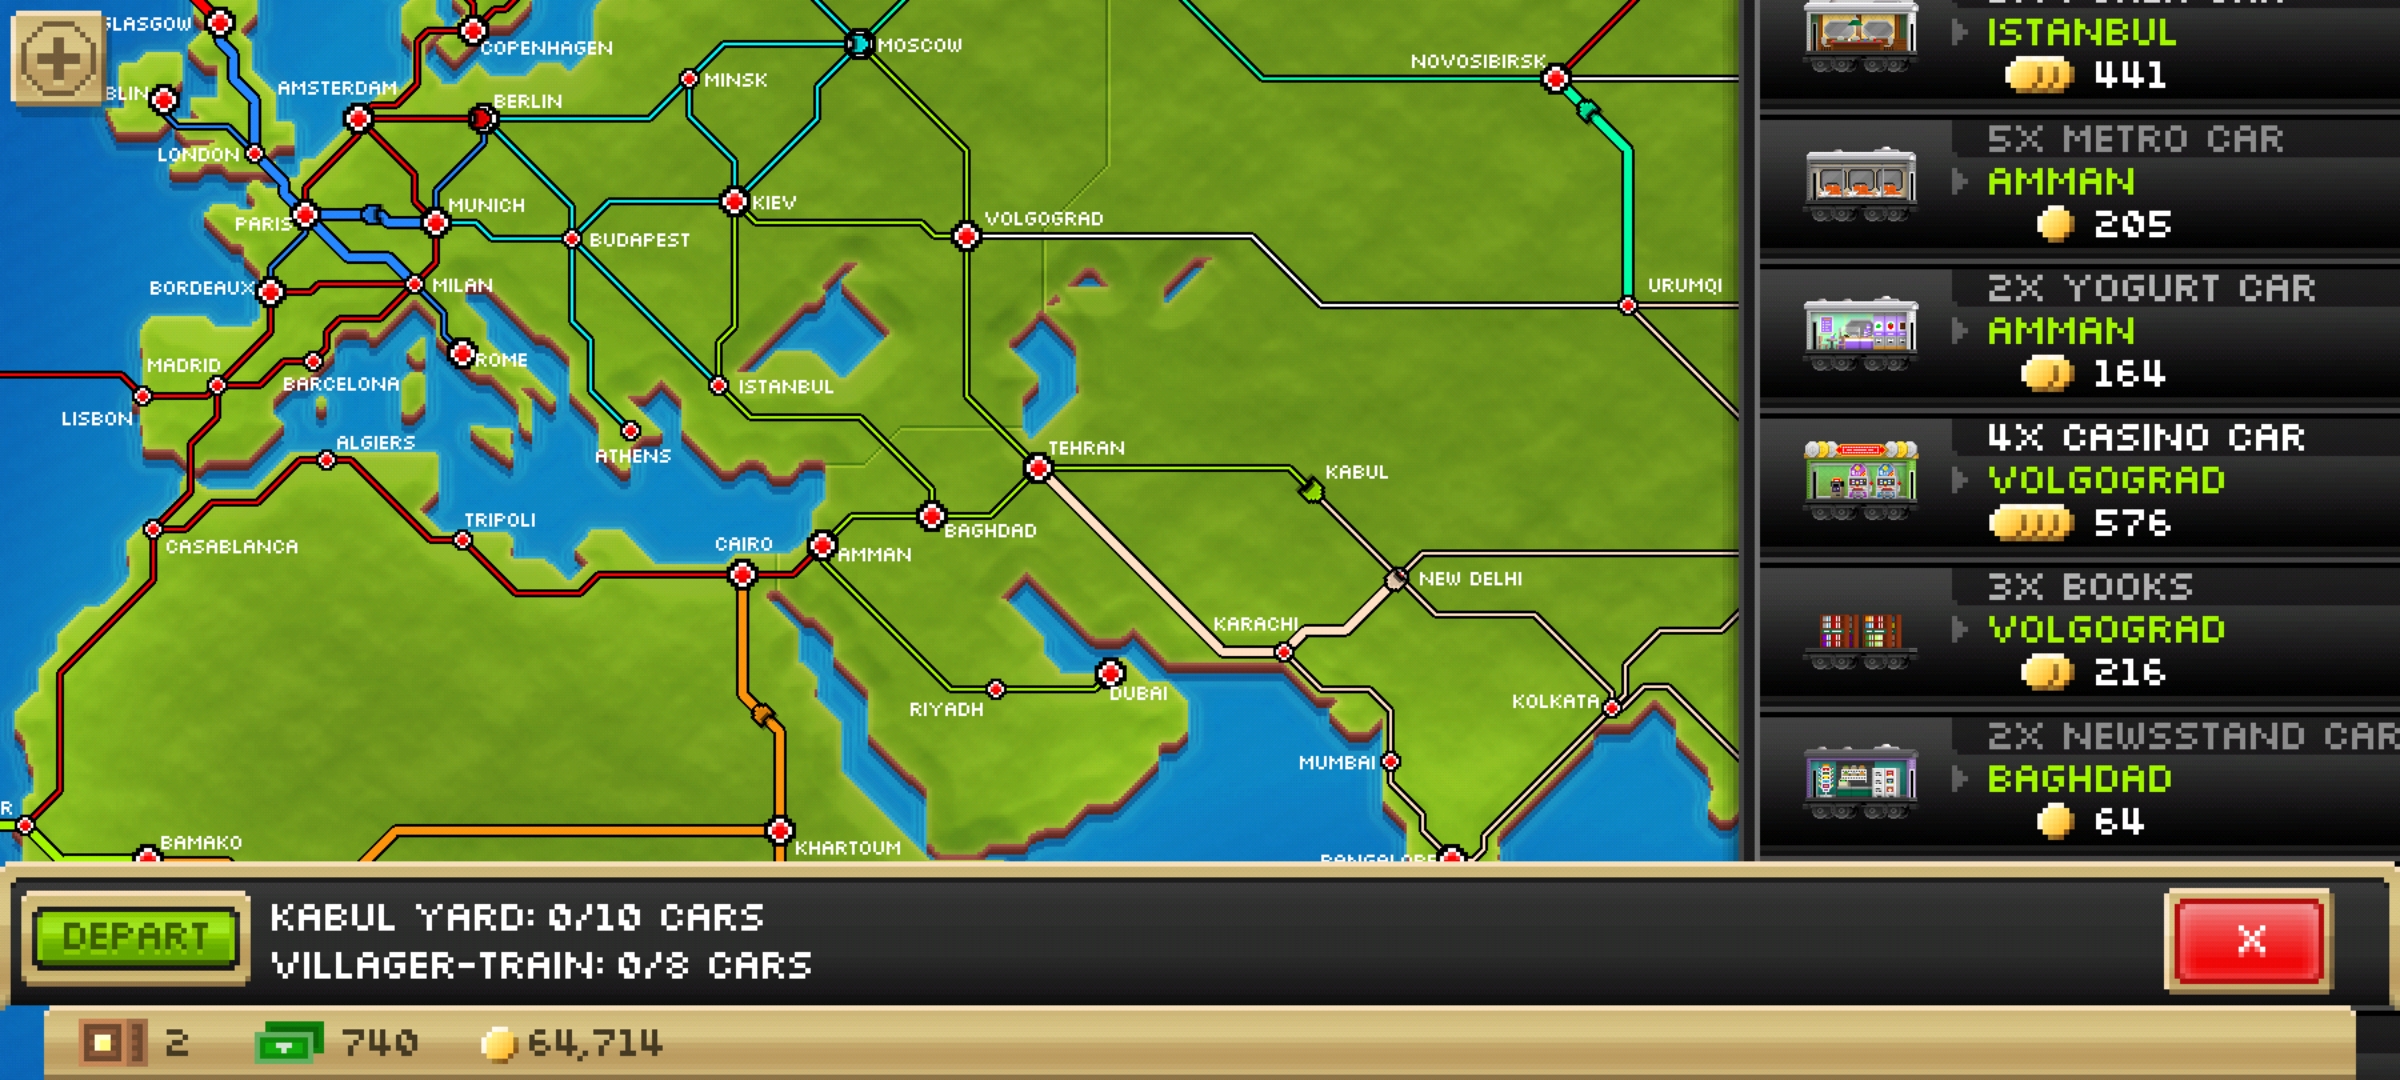 GLASGOW
COPENHAGEN
MOSCOW
MINSK
NOVOSIBIRSK
AMSTERDAM
BERLIN
BLIN
LONDON
MUNICH
PARIS
KIEV
VOLGOGRAD
BUDAPEST
BORDEAUX
MILAN
URUMQI
MADRID
ROME
BARCELONA
ISTANBUL
LISBON
ALGIERS
ATHENS
TEHRAN
KABUL
TRIPOLI
CASABLANCA
CAIRO
AMMAN
BAGHDAD
NEW DELHI
KARACHI
RIYADH
DUBAI
KOLKATA
MUMBAI
R
BAMAKO
KHARTOUM
BANGALORE
ISTANBUL
441
5X METRO CAR
AMMAN
205
2X YOGURT CAR
AMMAN
164
4X CASINO CAR
VOLGOGRAD
576
3X BOOKS
VOLGOGRAD
216
2X NEWSSTAND CAR
BAGHDAD
64
DEPART
KABUL YARD: 0/10 CARS
VILLAGER-TRAIN: 0/8 CARS
X
2
740
64,714